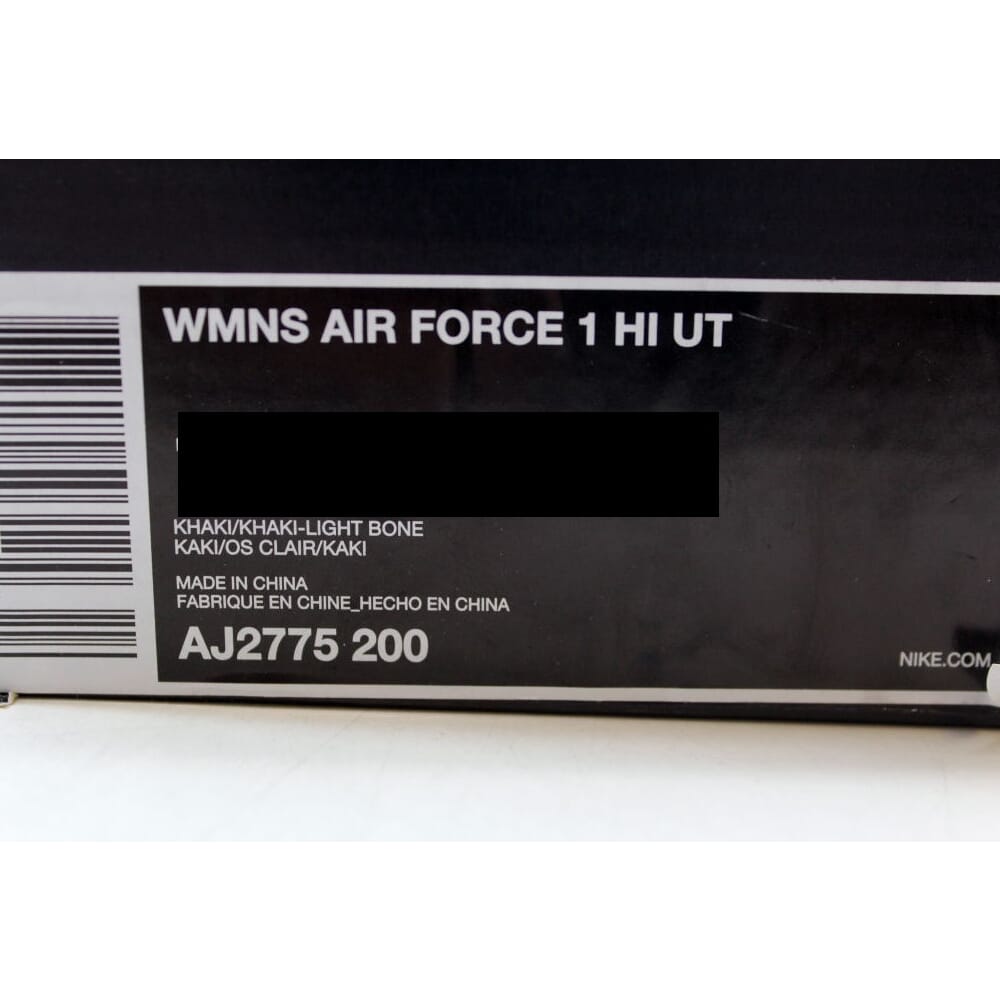 WMNS AIR FORCE 1 HI UT
KHAKI/KHAKI-LIGHT BONE
KAKI/OS CLAIR/KAKI
MADE IN CHINA
FABRIQUE EN CHINE_HECHO EN CHINA
AJ2775 200
NIKE.COM